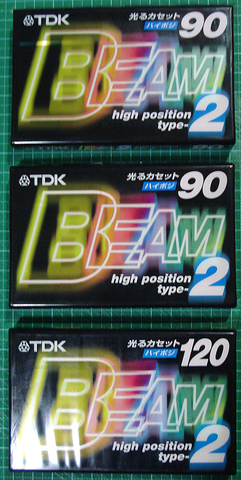 TDK 光るカセット 90
ハイポジ
BEAM
high position
type-2
TDK 光るカセット 90
ハイポジ
BEAM
high position
type-2
TDK 光るカセット 120
ハイポジ
BEAM
high position
type-2